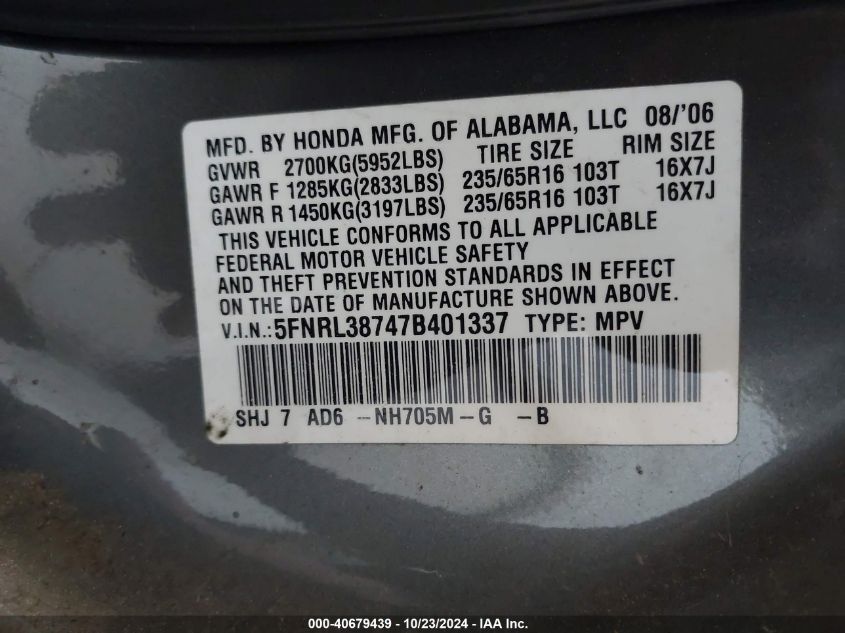 MFD. BY HONDA MFG. OF ALABAMA, LLC 08/'06
GVWR 2700KG(5952LBS) TIRE SIZE RIM SIZE
GAWR F 1285KG(2833LBS) 235/65R16 103T 16X7J
GAWR R 1450KG(3197LBS) 235/65R16 103T 16X7J
THIS VEHICLE CONFORMS TO ALL APPLICABLE
FEDERAL MOTOR VEHICLE SAFETY
AND THEFT PREVENTION STANDARDS IN EFFECT
ON THE DATE OF MANUFACTURE SHOWN ABOVE.
V.I.N.:5FNRL38747B401337 TYPE: MPV
SHJ 7 AD6 -NH705M-G -B
000-40679439 - 10/23/2024 - IAA Inc.